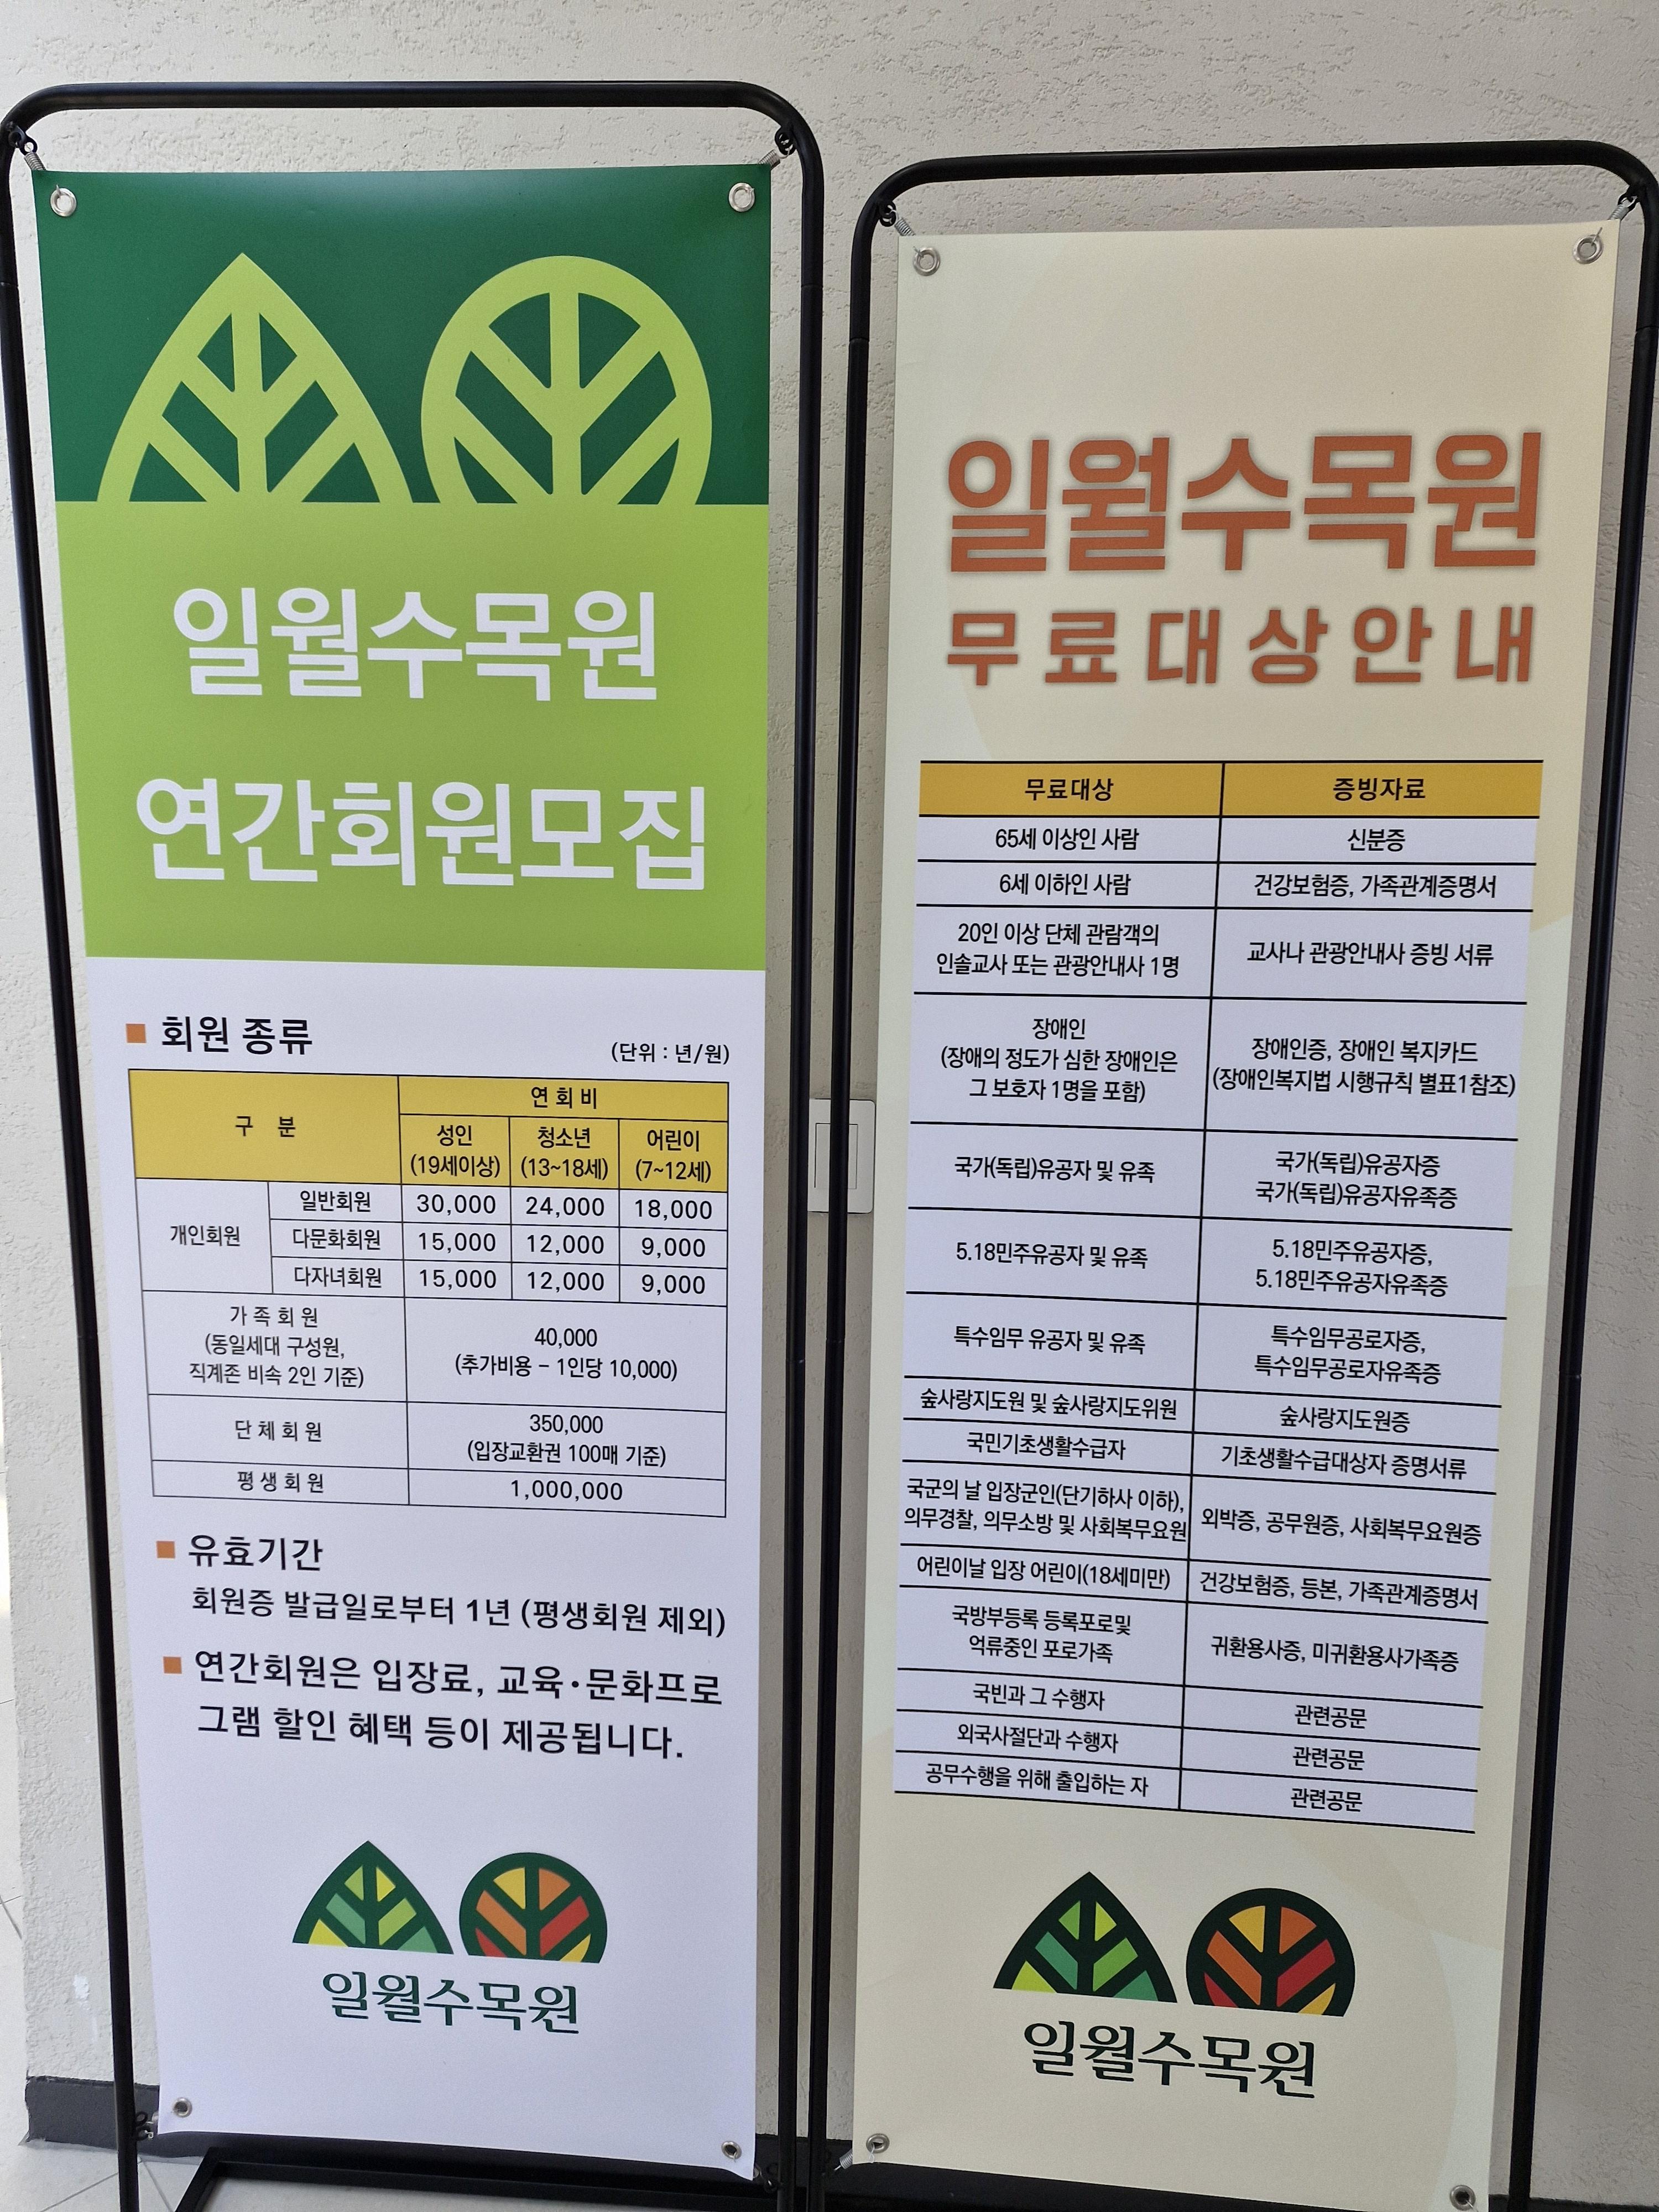 일월수목원
연간회원모집
■ 회원 종류
(단위 : 년/원)
구 분
연 회 비
성인
(19세이상)
청소년
(13~18세)
어린이
(7~12세)
개인회원
일반회원 30,000 24,000 18,000
다문화회원 15,000 12,000 9,000
다자녀회원 15,000 12,000 9,000
가 족 회 원
(동일세대 구성원,
직계존 비속 2인 기준)
40,000
(추가비용 - 1인당 10,000)
단 체 회 원
350,000
(입장교환권 100매 기준)
평 생 회 원 1,000,000
■ 유효기간
회원증 발급일로부터 1년 (평생회원 제외)
■ 연간회원은 입장료, 교육·문화프로
그램 할인 혜택 등이 제공됩니다.
일월수목원
일월수목원
무료대상안내
무료대상 증빙자료
65세 이상인 사람 신분증
6세 이하인 사람 건강보험증, 가족관계증명서
20인 이상 단체 관람객의
인솔교사 또는 관광안내사 1명
교사나 관광안내사 증빙 서류
장애인
(장애의 정도가 심한 장애인은
그 보호자 1명을 포함)
장애인증, 장애인 복지카드
(장애인복지법 시행규칙 별표1참조)
국가(독립)유공자 및 유족
국가(독립)유공자증
국가(독립)유공자유족증
5.18민주유공자 및 유족
5.18민주유공자증,
5.18민주유공자유족증
특수임무 유공자 및 유족
특수임무공로자증,
특수임무공로자유족증
숲사랑지도원 및 숲사랑지도위원 숲사랑지도원증
국민기초생활수급자 기초생활수급대상자 증명서류
국군의 날 입장군인(단기하사 이하),
의무경찰, 의무소방 및 사회복무요원
외박증, 공무원증, 사회복무요원증
어린이날 입장 어린이(18세미만) 건강보험증, 등본, 가족관계증명서
국방부등록 등록포로및
억류중인 포로가족
귀환용사증, 미귀환용사가족증
국빈과 그 수행자 관련공문
외국사절단과 수행자 관련공문
공무수행을 위해 출입하는 자 관련공문
일월수목원